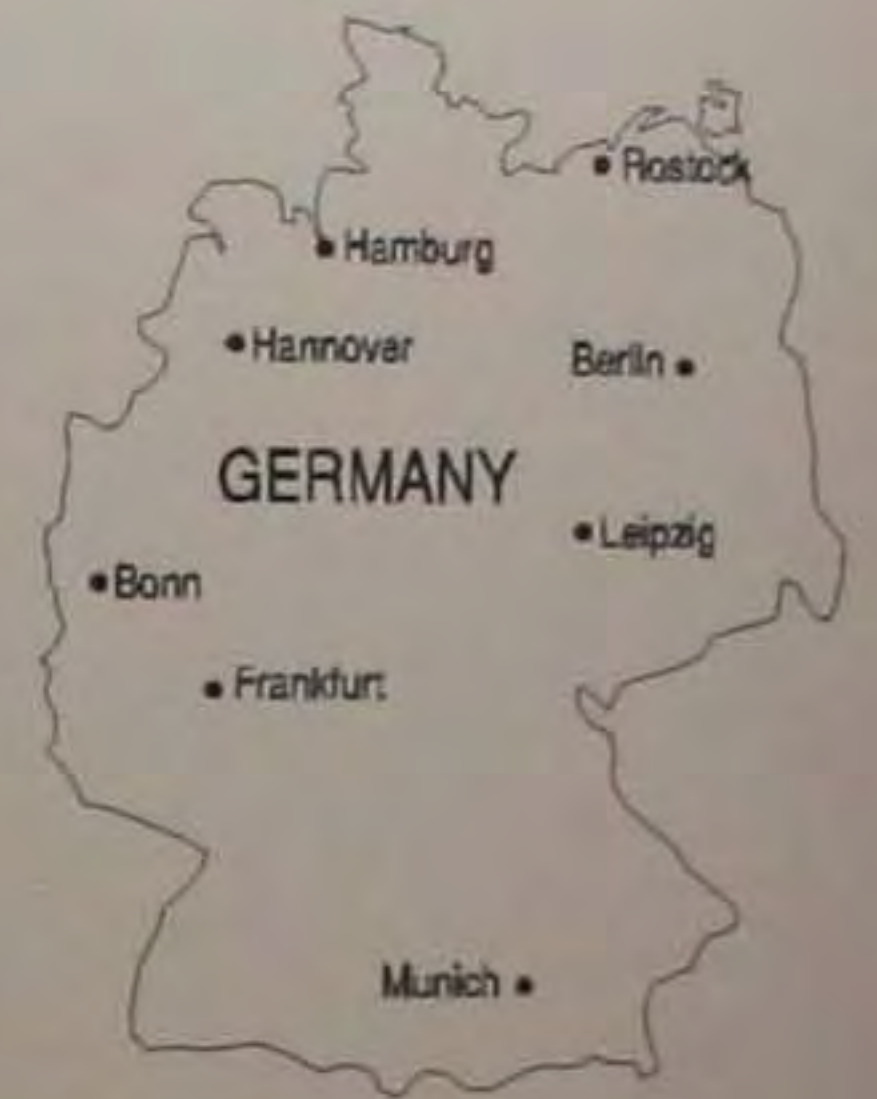 Rostock
Hamburg
Hannover
Berlin
GERMANY
Leipzig
Bonn
Frankfurt
Munich